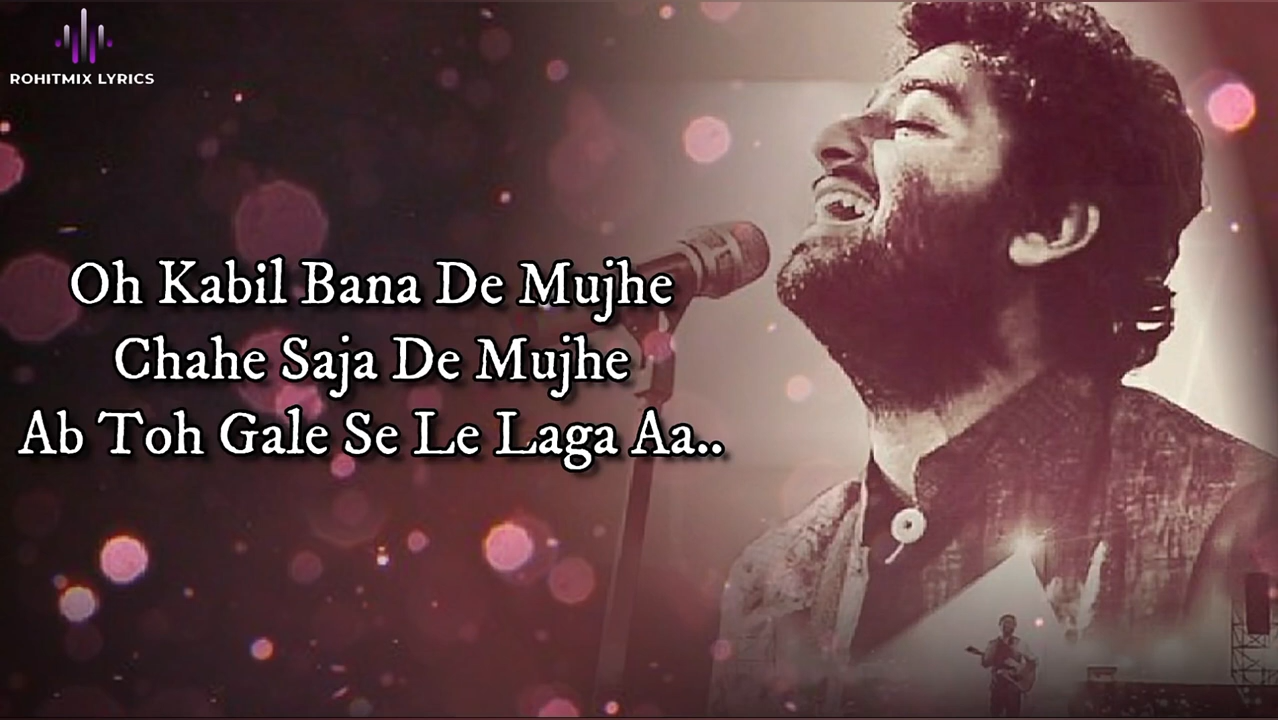 ROHITMIX LYRICS
Oh Kabil Bana De Mujhe
Chahe Saja De Mujhe
Ab Toh Gale Se Le Laga Aa..